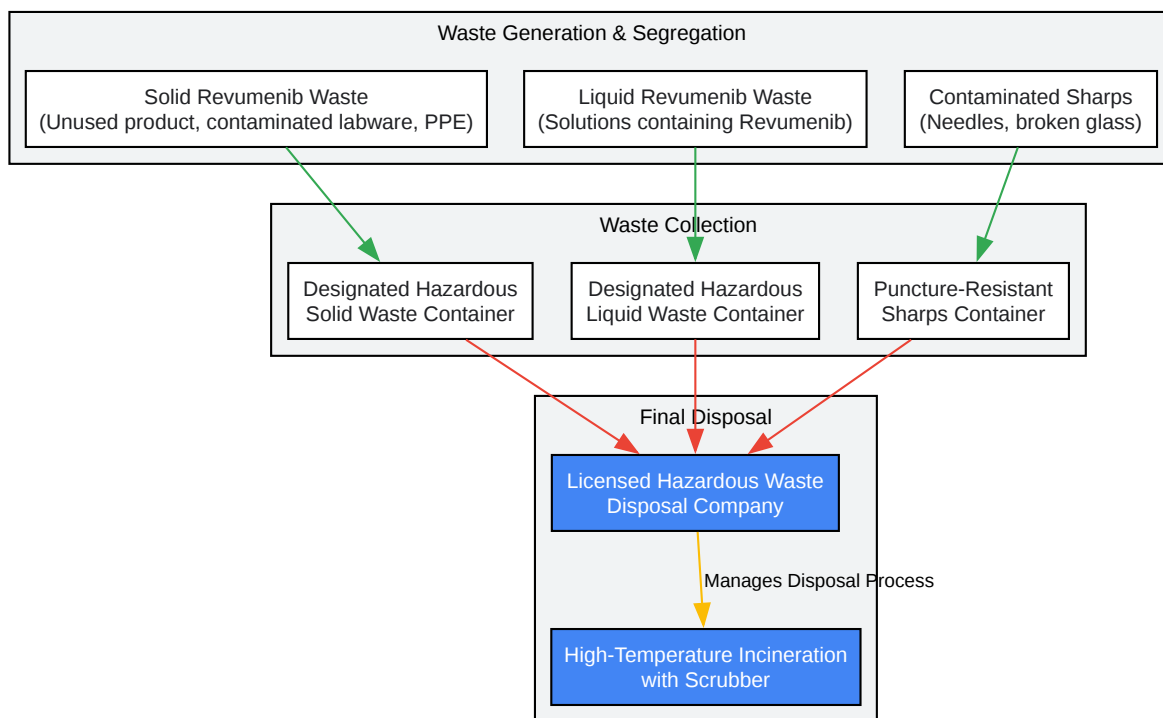 Waste Generation & Segregation
Solid Revumenib Waste
(Unused product, contaminated labware, PPE)
Liquid Revumenib Waste
(Solutions containing Revumenib)
Contaminated Sharps
(Needles, broken glass)
Waste Collection
Designated Hazardous
Solid Waste Container
Designated Hazardous
Liquid Waste Container
Puncture-Resistant
Sharps Container
Final Disposal
Licensed Hazardous Waste
Disposal Company
Manages Disposal Process
High-Temperature Incineration
with Scrubber